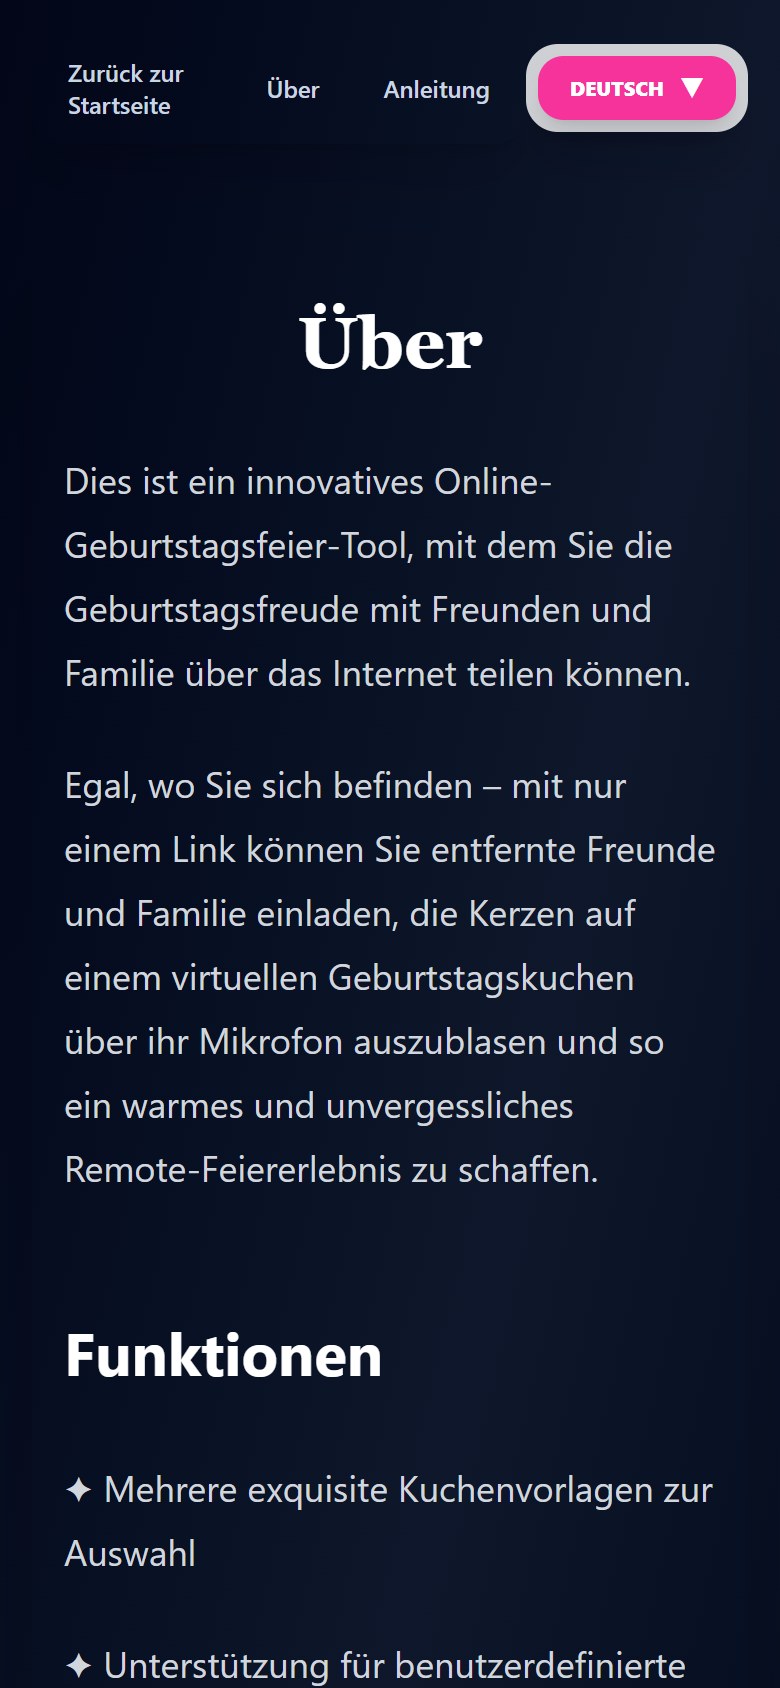 Zurück zur
Startseite
Über
Anleitung
DEUTSCH ▼
Über
Dies ist ein innovatives Online-
Geburtstagsfeier-Tool, mit dem Sie die
Geburtstagsfreude mit Freunden und
Familie über das Internet teilen können.
Egal, wo Sie sich befinden – mit nur
einem Link können Sie entfernte Freunde
und Familie einladen, die Kerzen auf
einem virtuellen Geburtstagskuchen
über ihr Mikrofon auszublasen und so
ein warmes und unvergessliches
Remote-Feiererlebnis zu schaffen.
Funktionen
✦ Mehrere exquisite Kuchenvorlagen zur
Auswahl
✦ Unterstützung für benutzerdefinierte